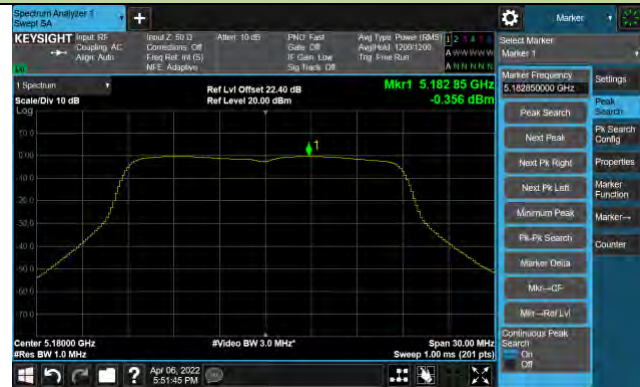 Spectrum Analyzer 1
Swept SA
+
Marker
KEYSIGHT
Input: RF
Coupling: AC
Align: Auto
Input Z: 50 Ω
Corrections: Off
Freq Ref: Int (S)
NFE: Adaptive
Atten: 10 dB
PNO: Fast
Gate: Off
IF Gain: Low
Sig Track: Off
Avg Type: Power (RMS)
Avg|Hold: 1200/1200
Trig: Free Run
A W W W W W
A N N N N N
Select Marker
Marker 1
1 Spectrum
Scale/Div 10 dB
Log
Ref Lvl Offset 22.40 dB
Ref Level 20.00 dBm
Mkr1 5.182 85 GHz
-0.356 dBm
Marker Frequency
5.182850000 GHz
Settings
Peak Search
Next Peak
Next Pk Right
Next Pk Left
Minimum Peak
Pk-Pk Search
Marker Delta
Mkr→CF
Mkr→Ref Lvl
Continuous Peak
Search
On
Off
Peak
Search
Pk Search
Config
Properties
Marker
Function
Marker→
Counter
10.0
0.00
-10.0
-20.0
-30.0
-40.0
-50.0
-60.0
-70.0
1
Center 5.18000 GHz
#Res BW 1.0 MHz
#Video BW 3.0 MHz*
Span 30.00 MHz
Sweep 1.00 ms (201 pts)
?
Apr 06, 2022
5:51:45 PM